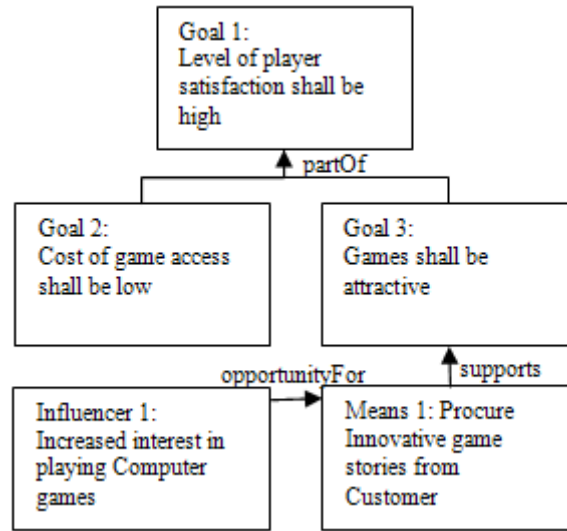 Goal 1:
Level of player
satisfaction shall be
high
partOf
Goal 2:
Cost of game access
shall be low
Goal 3:
Games shall be
attractive
opportunityFor
supports
Influencer 1:
Increased interest in
playing Computer
games
Means 1: Procure
Innovative game
stories from
Customer